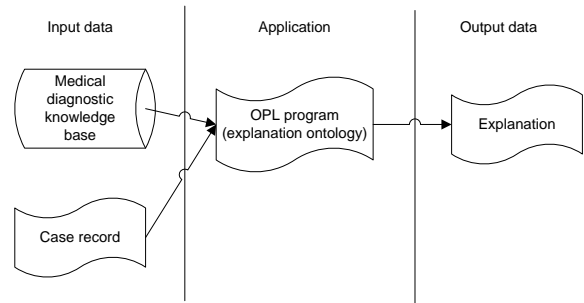 Input data
Application
Output data
Medical
diagnostic
knowledge
base
OPL program
(explanation ontology)
Explanation
Case record